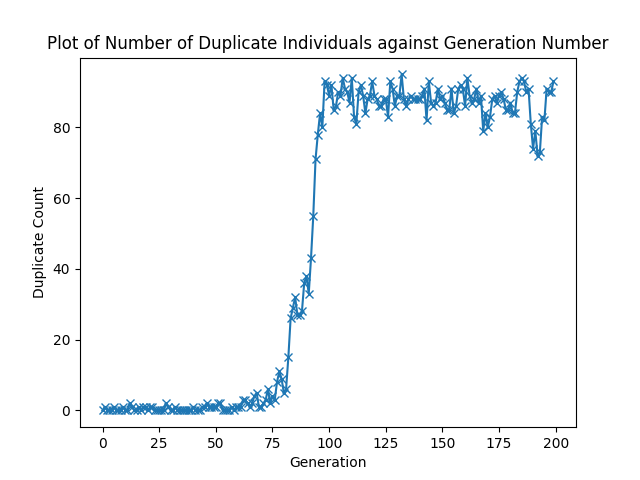 Plot of Number of Duplicate Individuals against Generation Number
Duplicate Count
80
60
40
20
0
0 25 50 75 100 125 150 175 200
Generation